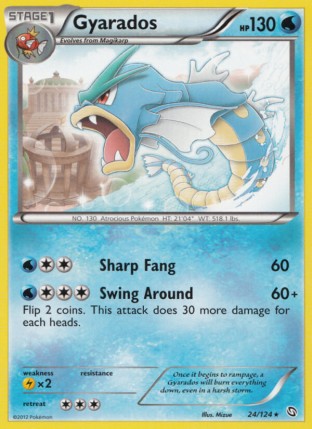 STAGE1
Gyarados
HP130
Evolves from Magikarp
NO. 130 Atrocious Pokémon HT. 21'04" WT. 518.1 lbs.
Sharp Fang 60
Swing Around 60+
Flip 2 coins. This attack does 30 more damage for
each heads.
weakness resistance
×2
retreat
Once it begins to rampage, a
Gyarados will burn everything
down, even in a harsh storm.
©2012 Pokémon
Illus. Mizue
24/124 ★